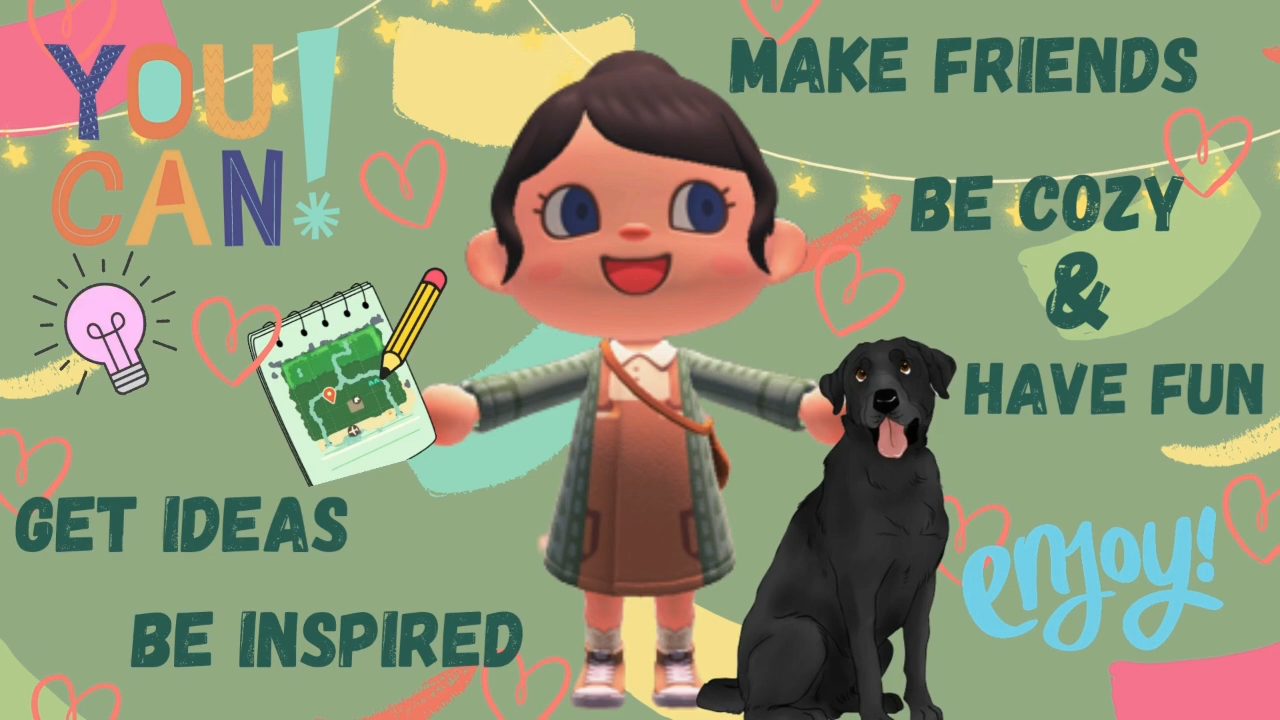 YOU
CAN!
GET IDEAS
BE INSPIRED
MAKE FRIENDS
BE COZY
&
HAVE FUN
enjoy!